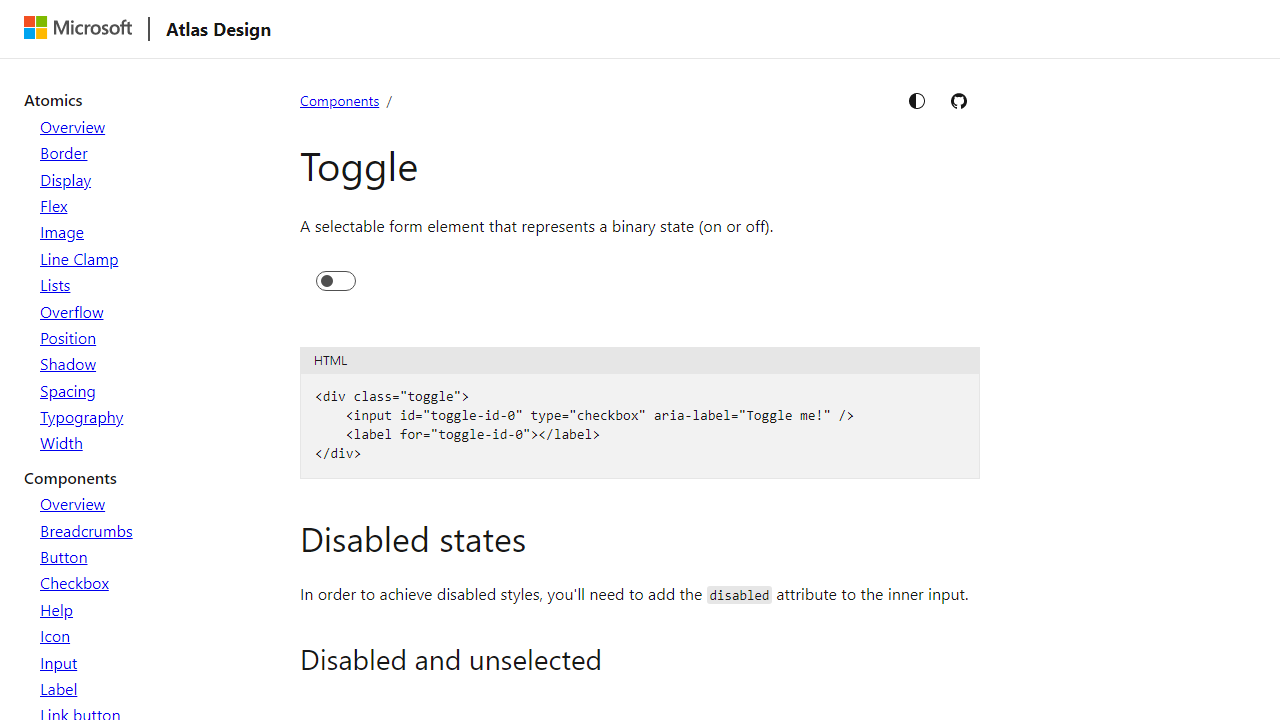 Microsoft
Atlas Design
Atomics
Overview
Border
Display
Flex
Image
Line Clamp
Lists
Overflow
Position
Shadow
Spacing
Typography
Width
Components
Overview
Breadcrumbs
Button
Checkbox
Help
Icon
Input
Label
Link button
Components /
Toggle
A selectable form element that represents a binary state (on or off).
HTML
<div class="toggle">
    <input id="toggle-id-0" type="checkbox" aria-label="Toggle me!" />
    <label for="toggle-id-0"></label>
</div>
Disabled states
In order to achieve disabled styles, you'll need to add the disabled attribute to the inner input.
Disabled and unselected